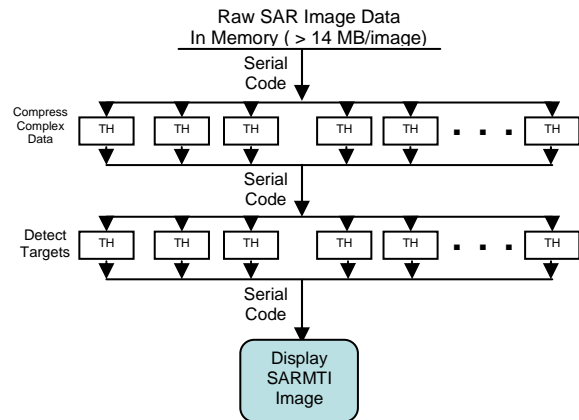 Raw SAR Image Data
In Memory ( > 14 MB/image)
Serial
Code
Compress
Complex
Data
TH TH TH TH TH . . . TH
Serial
Code
Detect
Targets
TH TH TH TH TH . . . TH
Serial
Code
Display
SARMTI
Image